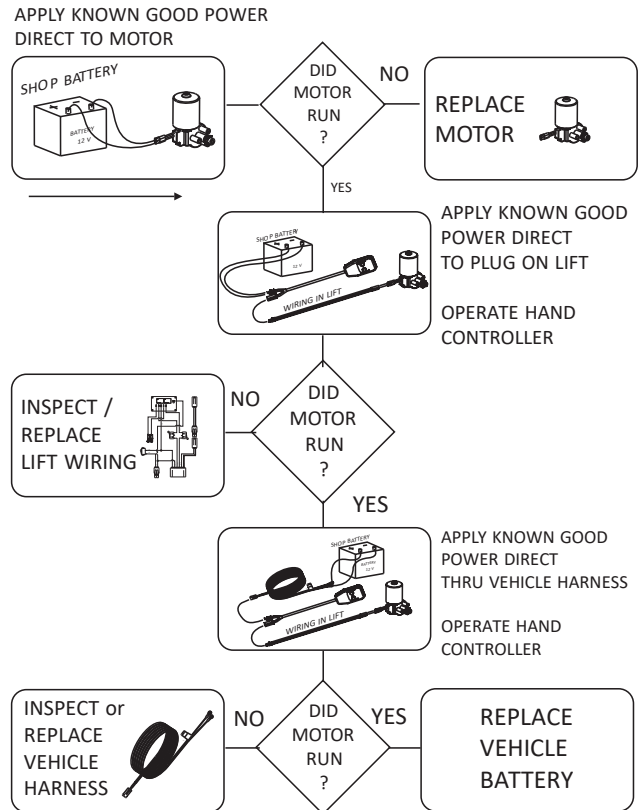 APPLY KNOWN GOOD POWER
DIRECT TO MOTOR
SHOP BATTERY
BATTERY
12 V
DID
MOTOR
RUN
?
NO
REPLACE
MOTOR
YES
SHOP BATTERY
12 V
WIRING IN LIFT
APPLY KNOWN GOOD
POWER DIRECT
TO PLUG ON LIFT
OPERATE HAND
CONTROLLER
INSPECT /
REPLACE
LIFT WIRING
NO
DID
MOTOR
RUN
?
YES
SHOP BATTERY
BATTERY
12 V
WIRING IN LIFT
APPLY KNOWN GOOD
POWER DIRECT
THRU VEHICLE HARNESS
OPERATE HAND
CONTROLLER
INSPECT or
REPLACE
VEHICLE
HARNESS
NO
DID
MOTOR
RUN
?
YES
REPLACE
VEHICLE
BATTERY